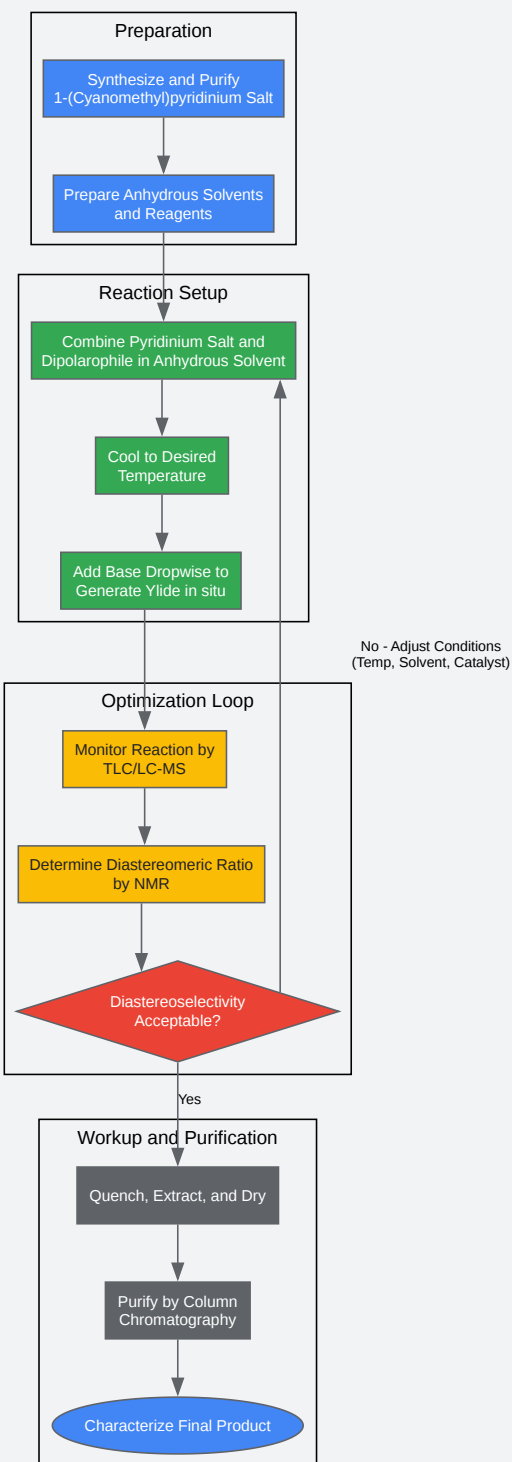 Preparation
Synthesize and Purify
1-(Cyanomethyl)pyridinium Salt
Prepare Anhydrous Solvents
and Reagents
Reaction Setup
Combine Pyridinium Salt and
Dipolarophile in Anhydrous Solvent
Cool to Desired
Temperature
Add Base Dropwise to
Generate Ylide in situ
No - Adjust Conditions
(Temp, Solvent, Catalyst)
Optimization Loop
Monitor Reaction by
TLC/LC-MS
Determine Diastereomeric Ratio
by NMR
Diastereoselectivity
Acceptable?
Yes
Workup and Purification
Quench, Extract, and Dry
Purify by Column
Chromatography
Characterize Final Product